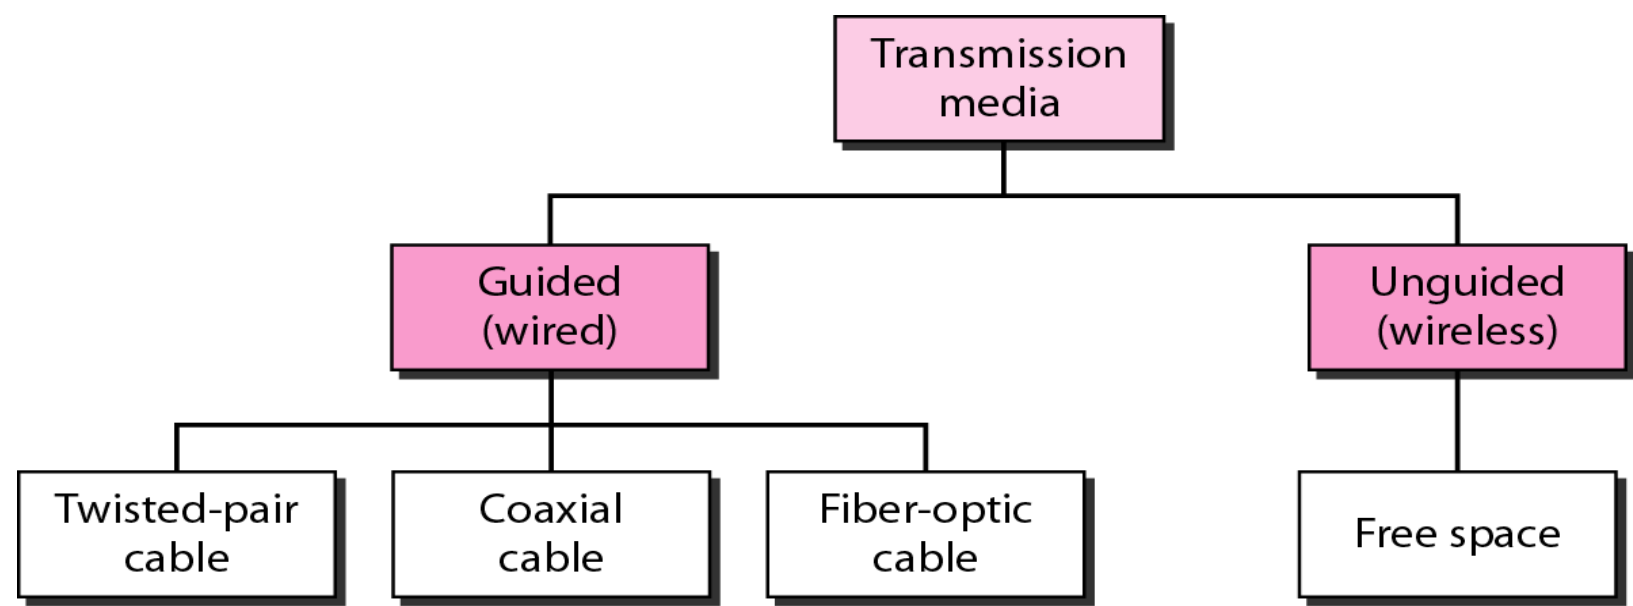 Transmission
media
Guided
(wired)
Unguided
(wireless)
Twisted-pair
cable
Coaxial
cable
Fiber-optic
cable
Free space